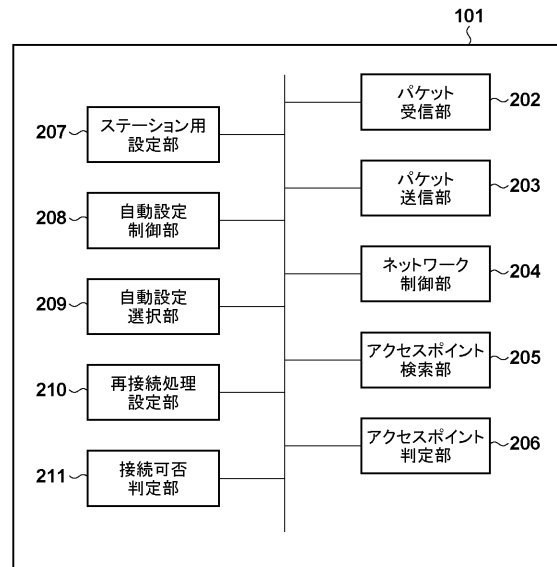 101
207
ステーション用
設定部
208
自動設定
制御部
209
自動設定
選択部
210
再接続処理
設定部
211
接続可否
判定部
パケット
受信部
202
パケット
送信部
203
ネットワーク
制御部
204
アクセスポイント
検索部
205
アクセスポイント
判定部
206